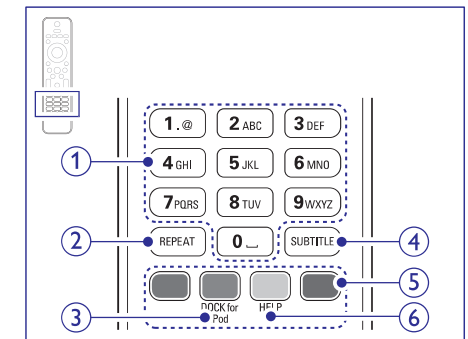 1.@ 2 ABC 3 DEF
1 4 GHI 5 JKL 6 MNO
7 PQRS 8 TUV 9 WXYZ
2 REPEAT 0 ⎵ SUBTITLE 4
5
3 DOCK for HELP 6
Pod